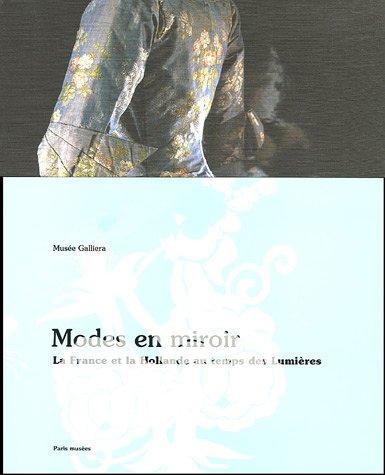 Musée Galliera
Modes en miroir
La France et la Hollande au temps des Lumières
Paris musées